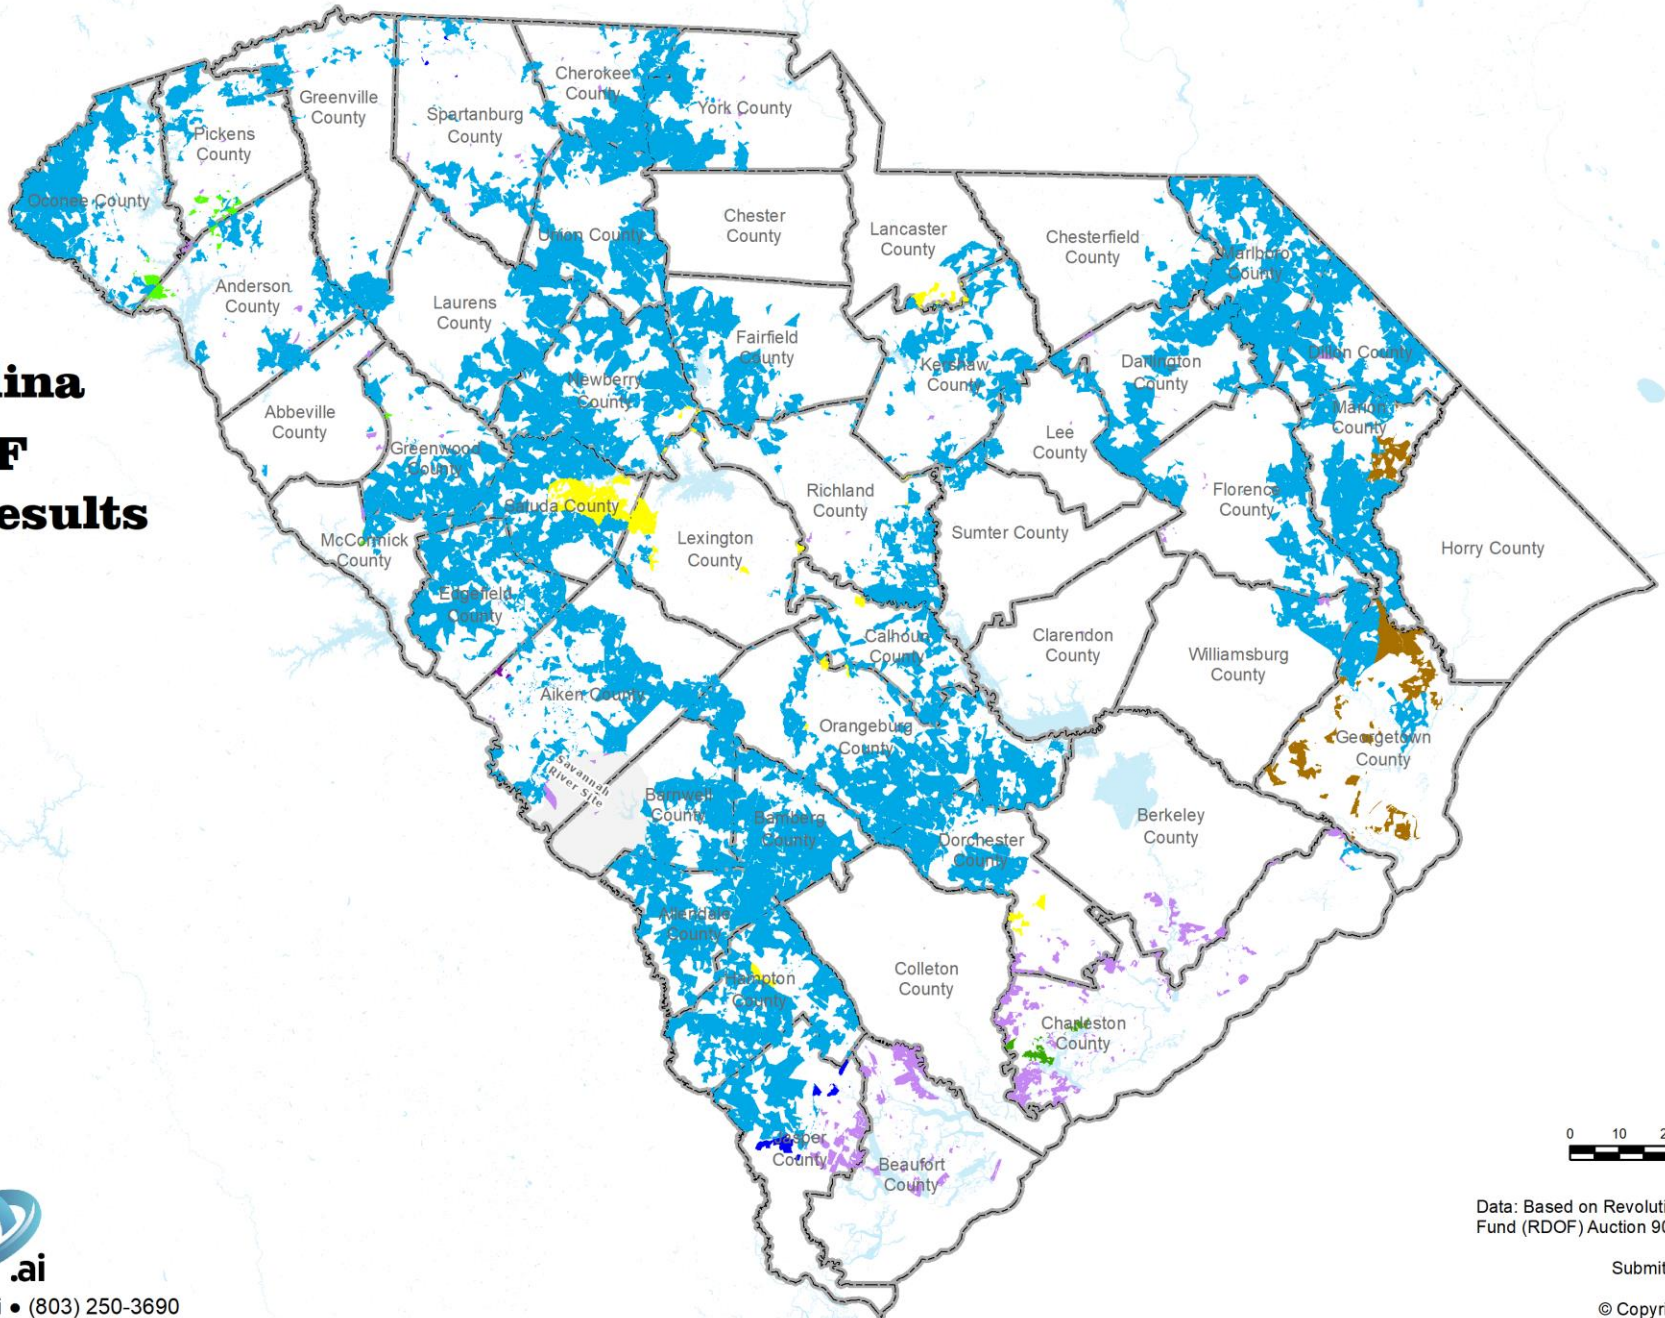 Cherokee
County
York County
Greenville
County
Spartanburg
County
Pickens
County
Oconee County
Chester
County
Lancaster
County
Chesterfield
County
Marlboro
County
Union County
Anderson
County
Laurens
County
Fairfield
County
Kershaw
County
Darlington
County
Dillon County
lina
Newberry
County
Abbeville
County
Marion
County
Lee
County
F
Greenwood
County
esults
Saluda County
Richland
County
Florence
County
McCormick
County
Lexington
County
Sumter County
Horry County
Edgefield
County
Calhoun
County
Clarendon
County
Williamsburg
County
Aiken County
Orangeburg
County
Georgetown
County
Savannah
River Site
Barnwell
County
Bamberg
County
Dorchester
County
Berkeley
County
Allendale
County
Hampton
County
Colleton
County
Charleston
County
Jasper
County
Beaufort
County
0 10 2
Data: Based on Revoluti
Fund (RDOF) Auction 90
Submit
© Copyri
.ai
i ● (803) 250-3690